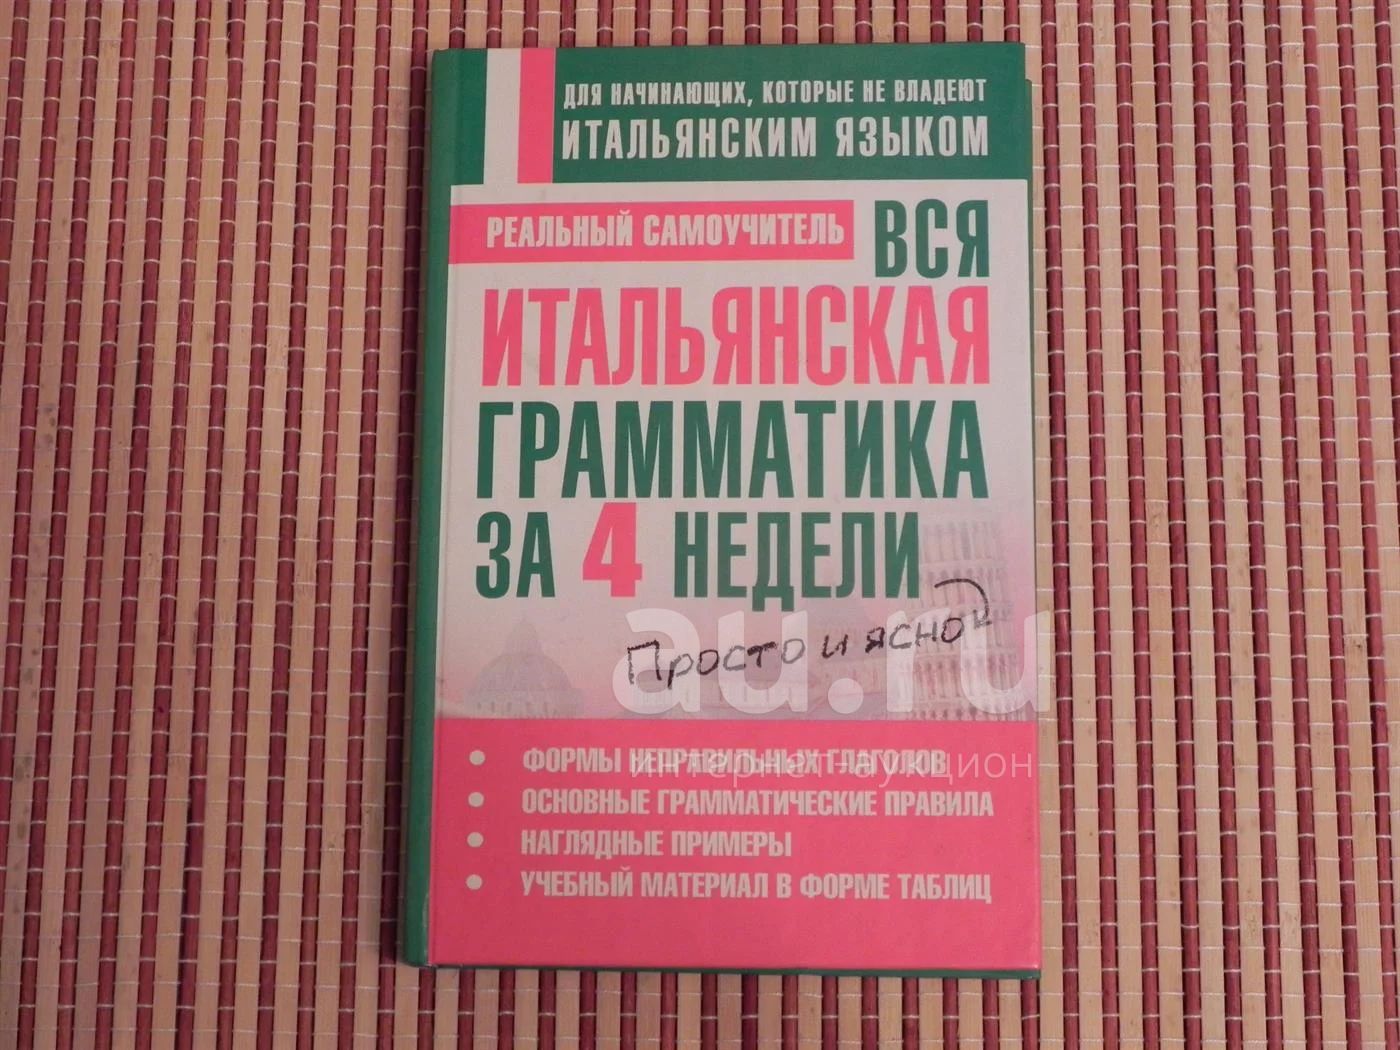 ДЛЯ НАЧИНАЮЩИХ, КОТОРЫЕ НЕ ВЛАДЕЮТ
ИТАЛЬЯНСКИМ ЯЗЫКОМ
РЕАЛЬНЫЙ САМОУЧИТЕЛЬ
ВСЯ
ИТАЛЬЯНСКАЯ
ГРАММАТИКА
ЗА 4 НЕДЕЛИ
Просто и ясно
au.ru
интернет-аукцион
• ФОРМЫ НЕПРАВИЛЬНЫХ ГЛАГОЛОВ
• ОСНОВНЫЕ ГРАММАТИЧЕСКИЕ ПРАВИЛА
• НАГЛЯДНЫЕ ПРИМЕРЫ
• УЧЕБНЫЙ МАТЕРИАЛ В ФОРМЕ ТАБЛИЦ